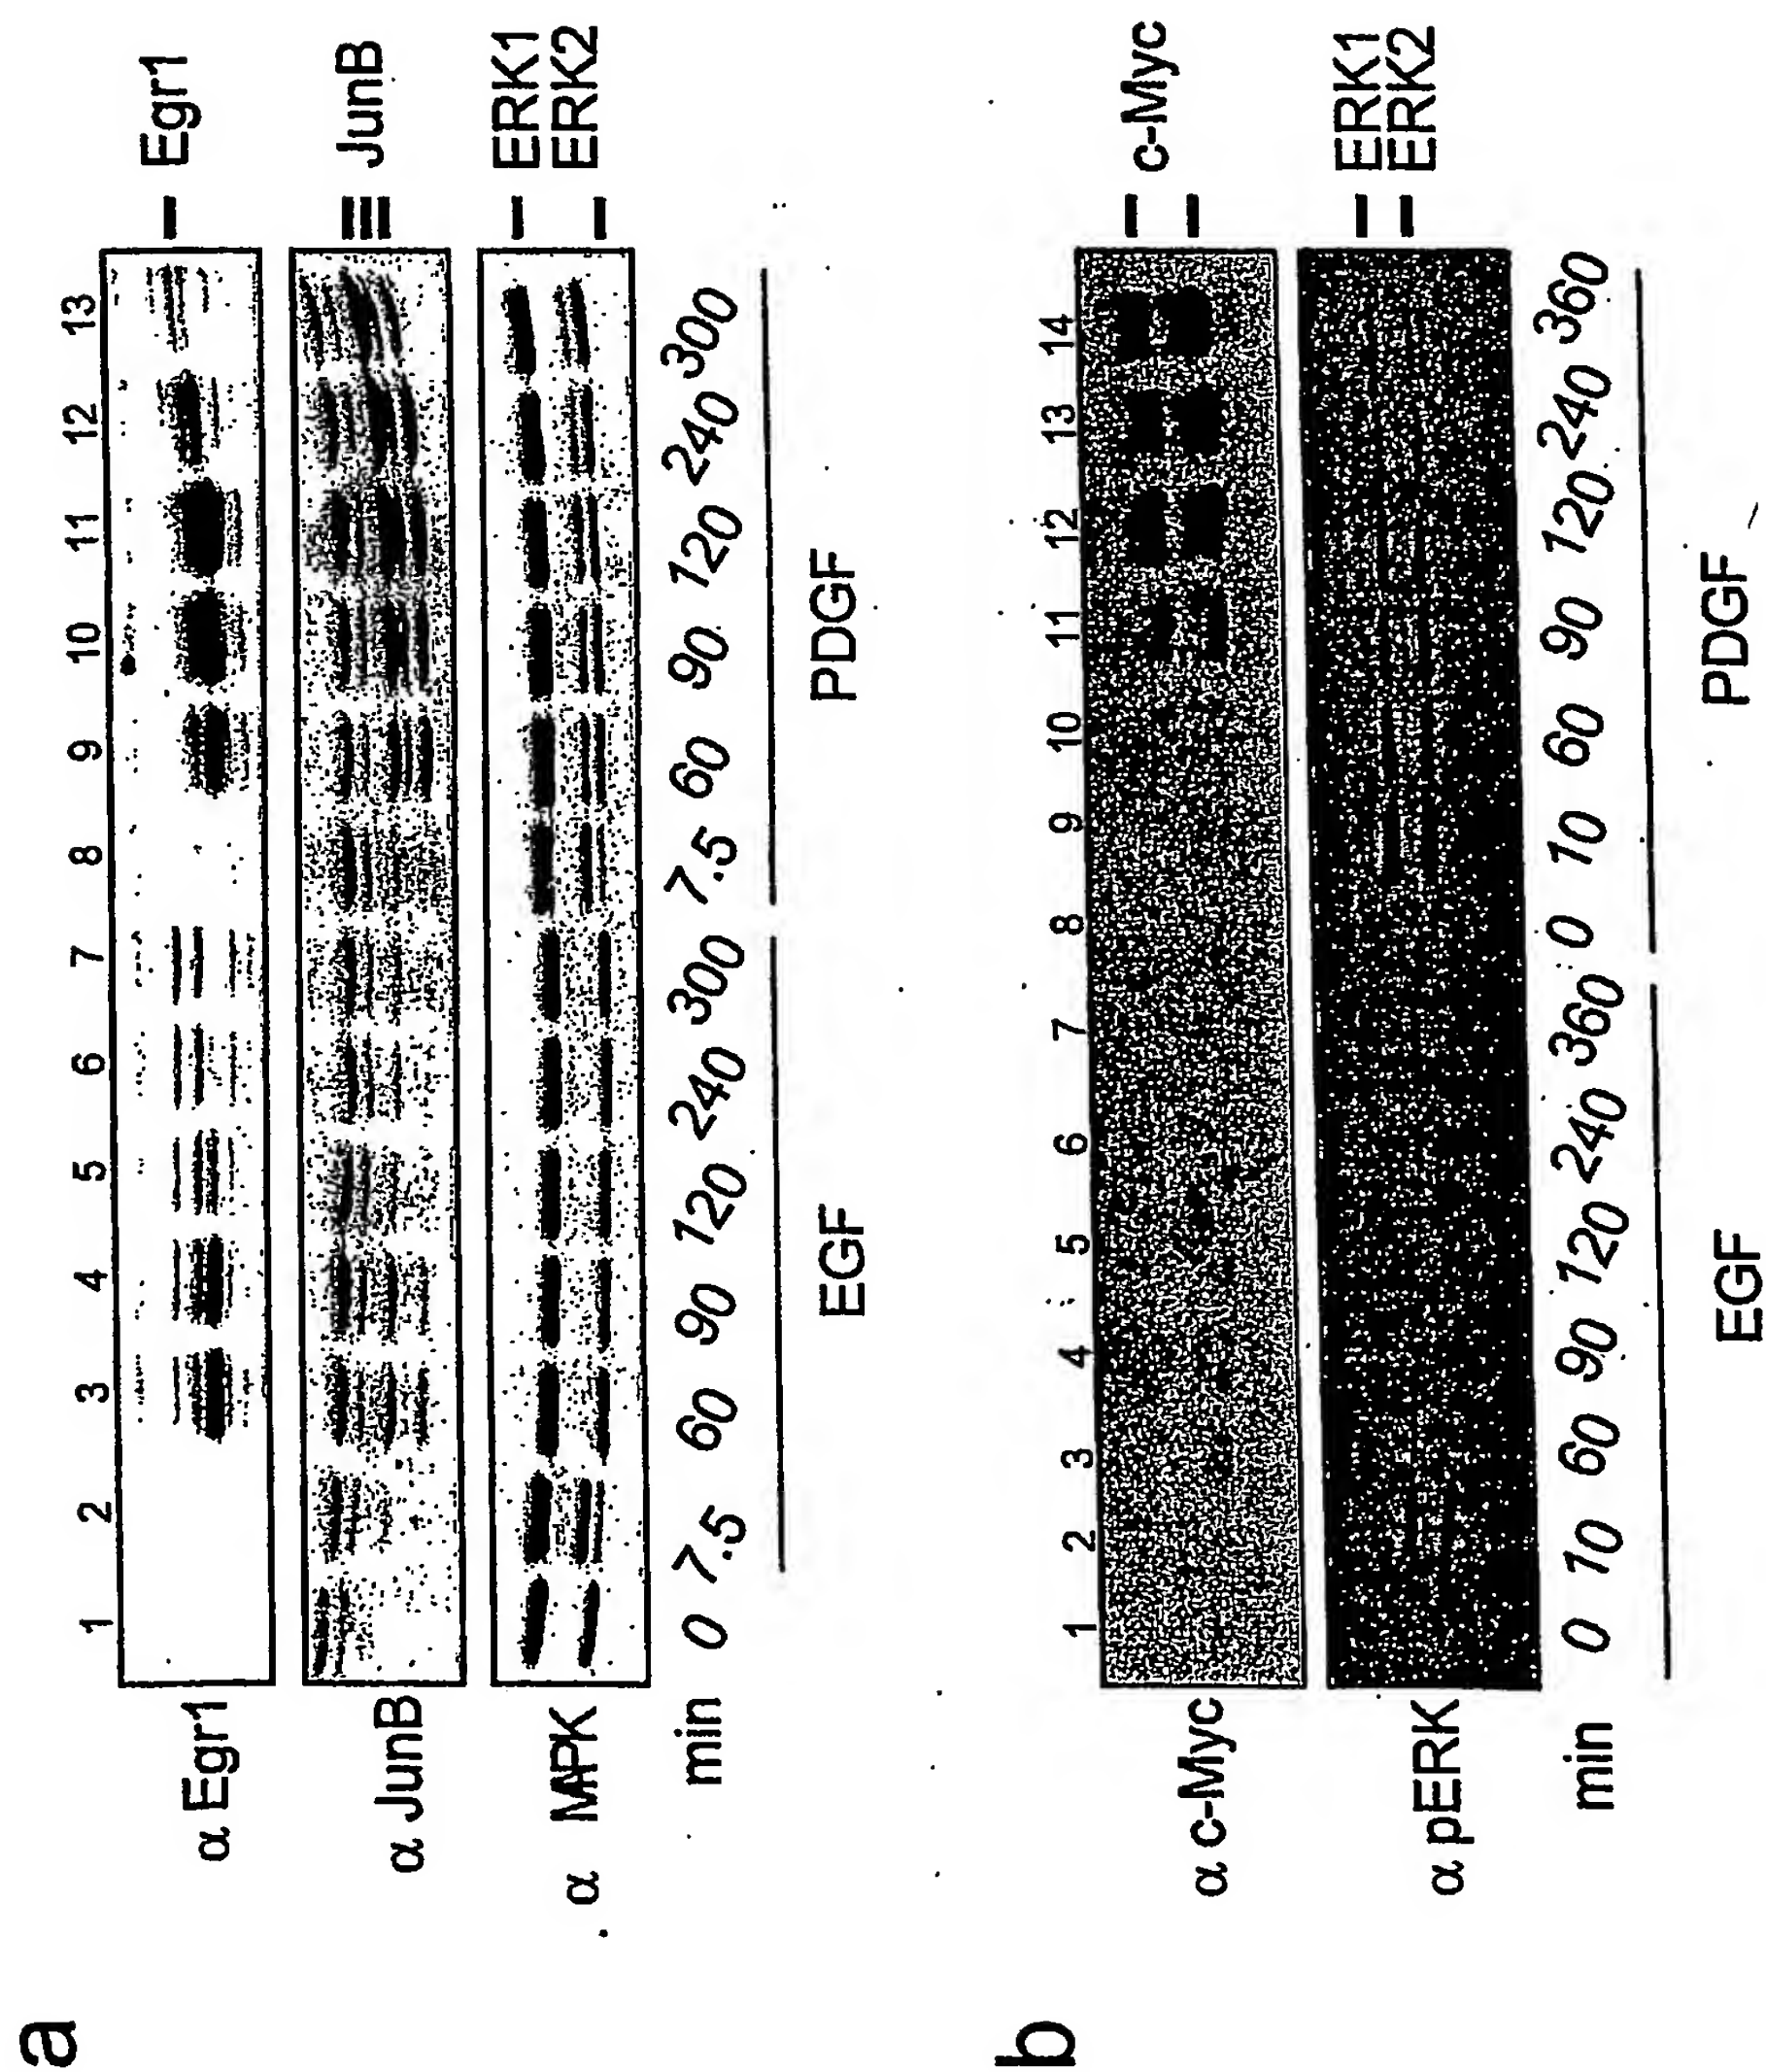 a
1 2 3 4 5 6 7 8 9 10 11 12 13
α Egr1 Egr1
α JunB JunB
α MAPK ERK1
ERK2
min 0 7.5 60 90 120 240 300 7.5 60 90 120 240 300
EGF PDGF
b
1 2 3 4 5 6 7 8 9 10 11 12 13 14
α c-Myc c-Myc
α pERK ERK1
ERK2
min 0 10 60 90 120 240 360 0 10 60 90 120 240 360
EGF PDGF